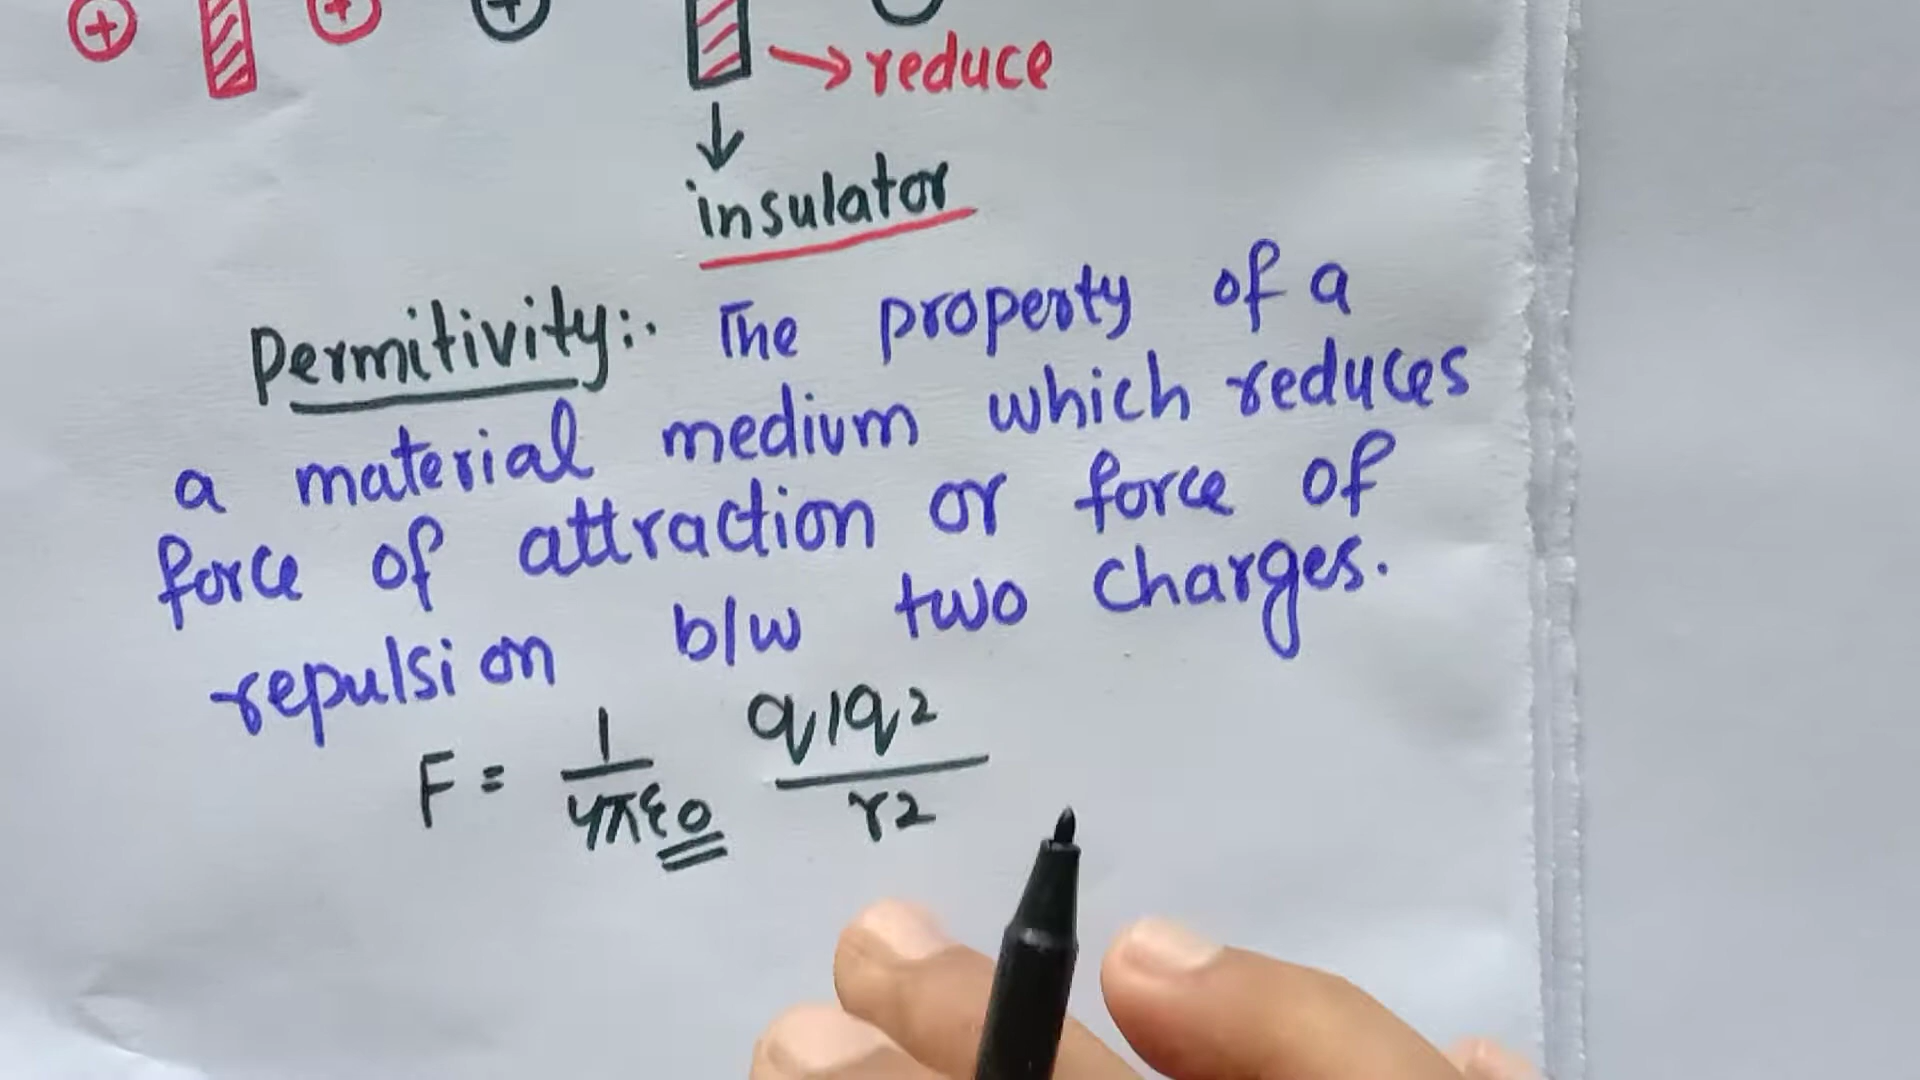 + + +
→ reduce
↓
insulator
Permitivity:. The property of a
a material medium which reduces
force of attraction or force of
repulsion b/w two charges.
F = 1/4πε0 q1q2/r2